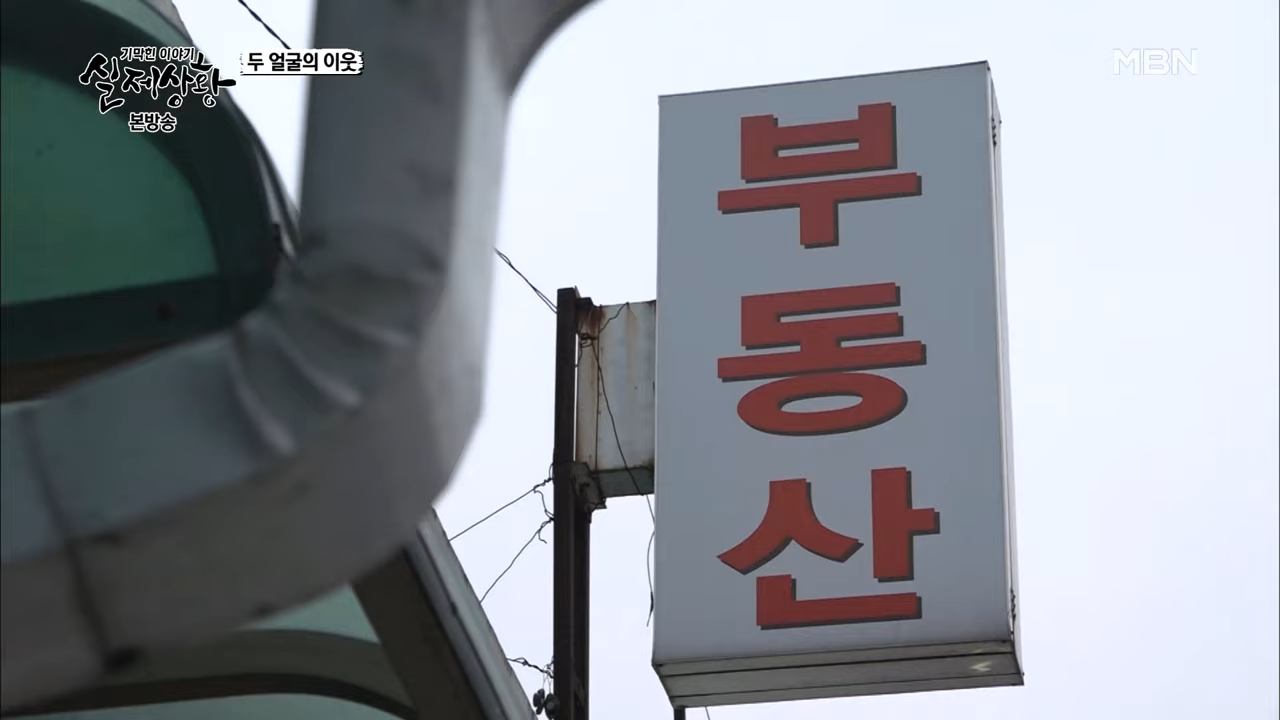 기막힌 이야기
실제상황
본방송
두 얼굴의 이웃
MBN
부
동
산